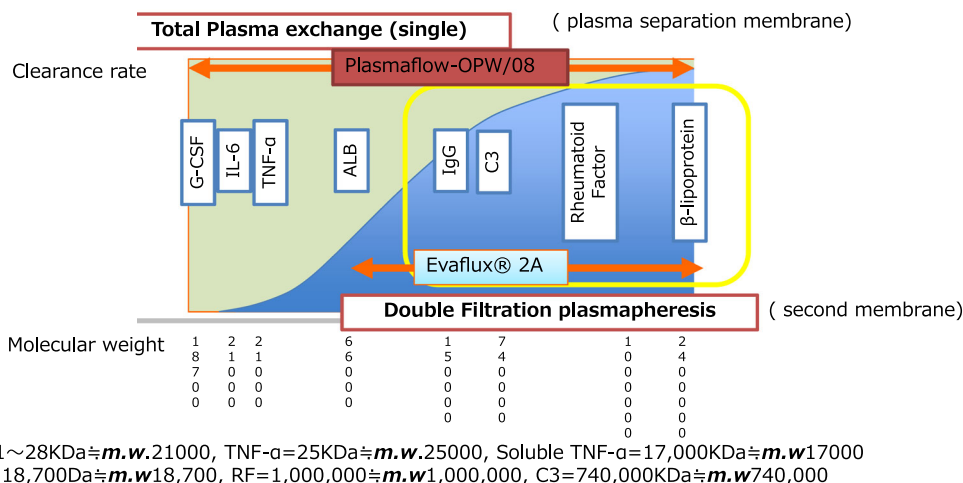 Total Plasma exchange (single)
( plasma separation membrane)
Clearance rate
Plasmaflow-OPW/08
G-CSF
IL-6
TNF-α
ALB
IgG
C3
Rheumatoid
Factor
β-lipoprotein
Evaflux® 2A
Double Filtration plasmapheresis
( second membrane)
Molecular weight
18700
21000
21000
66000
150000
740000
1000000
2400000
1～28KDa≒m.w.21000, TNF-α=25KDa≒m.w.25000, Soluble TNF-α=17,000KDa≒m.w17000
18,700Da≒m.w18,700, RF=1,000,000≒m.w1,000,000, C3=740,000KDa≒m.w740,000